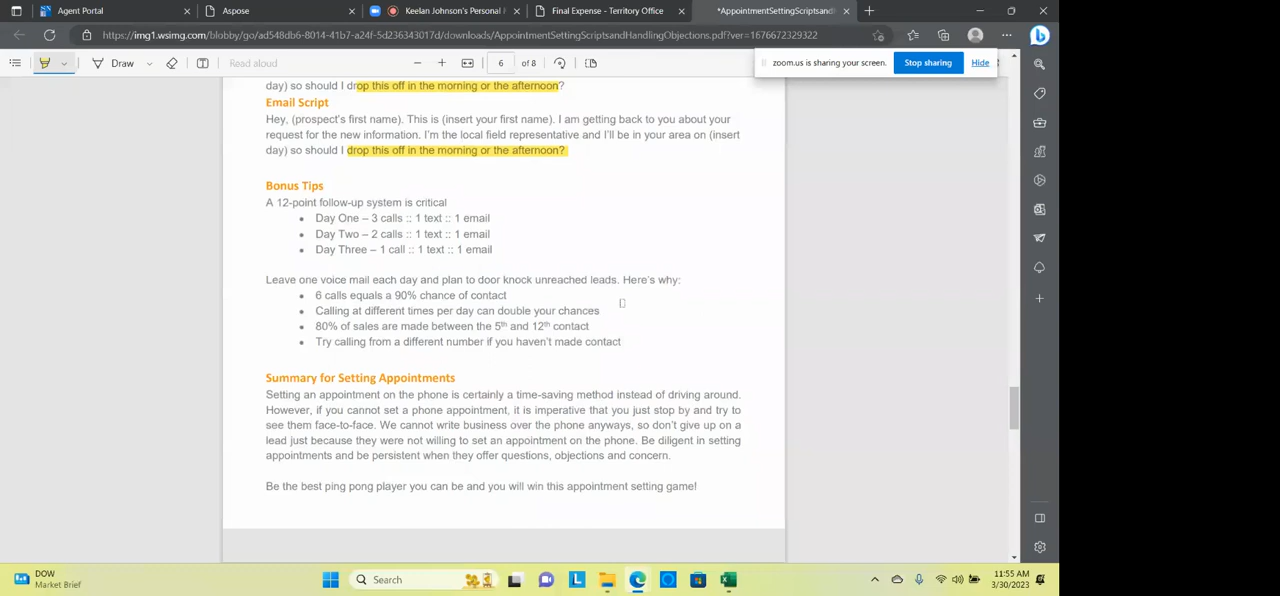 Agent Portal
Aspose
Keelan Johnson's Personal M
Final Expense - Territory Office
*AppointmentSettingScriptsandH
https://img1.wsimg.com/blobby/go/ad548db6-8014-41b7-a24f-5d236343017d/downloads/AppointmentSettingScriptsandHandlingObjections.pdf?ver=1676672329322
Draw
Read aloud
6 of 8
zoom.us is sharing your screen.
Stop sharing
Hide
day) so should I drop this off in the morning or the afternoon?
Email Script
Hey, (prospect's first name). This is (insert your first name). I am getting back to you about your
request for the new information. I'm the local field representative and I'll be in your area on (insert
day) so should I drop this off in the morning or the afternoon?
Bonus Tips
A 12-point follow-up system is critical
• Day One – 3 calls :: 1 text :: 1 email
• Day Two – 2 calls :: 1 text :: 1 email
• Day Three – 1 call :: 1 text :: 1 email
Leave one voice mail each day and plan to door knock unreached leads. Here's why:
• 6 calls equals a 90% chance of contact
• Calling at different times per day can double your chances
• 80% of sales are made between the 5th and 12th contact
• Try calling from a different number if you haven't made contact
Summary for Setting Appointments
Setting an appointment on the phone is certainly a time-saving method instead of driving around.
However, if you cannot set a phone appointment, it is imperative that you just stop by and try to
see them face-to-face. We cannot write business over the phone anyways, so don't give up on a
lead just because they were not willing to set an appointment on the phone. Be diligent in setting
appointments and be persistent when they offer questions, objections and concern.
Be the best ping pong player you can be and you will win this appointment setting game!
DOW
Market Brief
Search
11:55 AM
3/30/2023